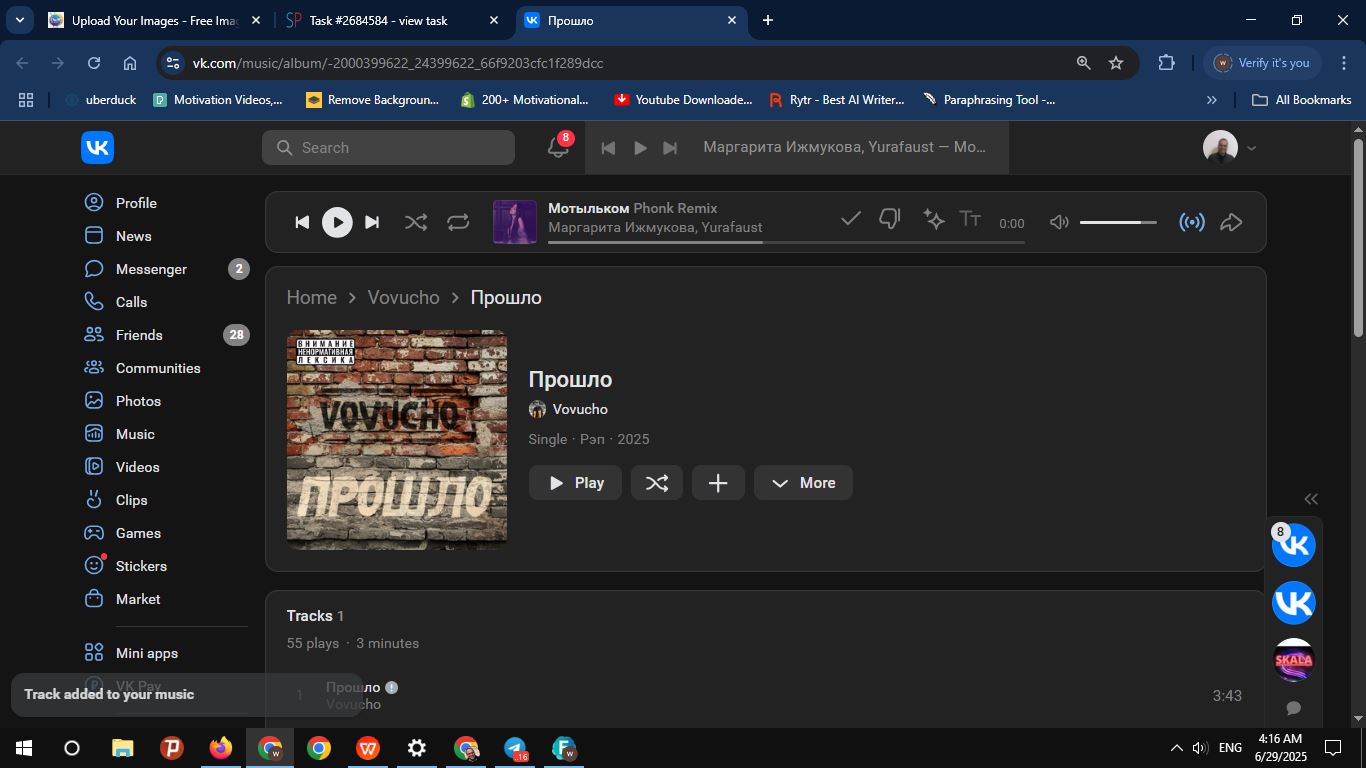 Upload Your Images - Free Imag
Task #2684584 - view task
Прошло
vk.com/music/album/-2000399622_24399622_66f9203cfc1f289dcc
Verify it's you
uberduck
Motivation Videos,...
Remove Backgroun...
200+ Motivational...
Youtube Downloade...
Rytr - Best AI Writer...
Paraphrasing Tool -...
All Bookmarks
Search
8
Маргарита Ижмукова, Yurafaust — Mo...
Profile
News
Messenger 2
Calls
Friends 28
Communities
Photos
Music
Videos
Clips
Games
Stickers
Market
Mini apps
VK Pay
Track added to your music
Мотыльком Phonk Remix
Маргарита Ижмукова, Yurafaust
0:00
Home > Vovucho > Прошло
ВНИМАНИЕ
НЕНОРМАТИВНАЯ
ЛЕКСИКА
VOVUCHO
ПРОШЛО
Прошло
Vovucho
Single · Рэп · 2025
Play
More
Tracks 1
55 plays · 3 minutes
1 Прошло
Vovucho
3:43
8
SKALA
16
ENG
4:16 AM
6/29/2025